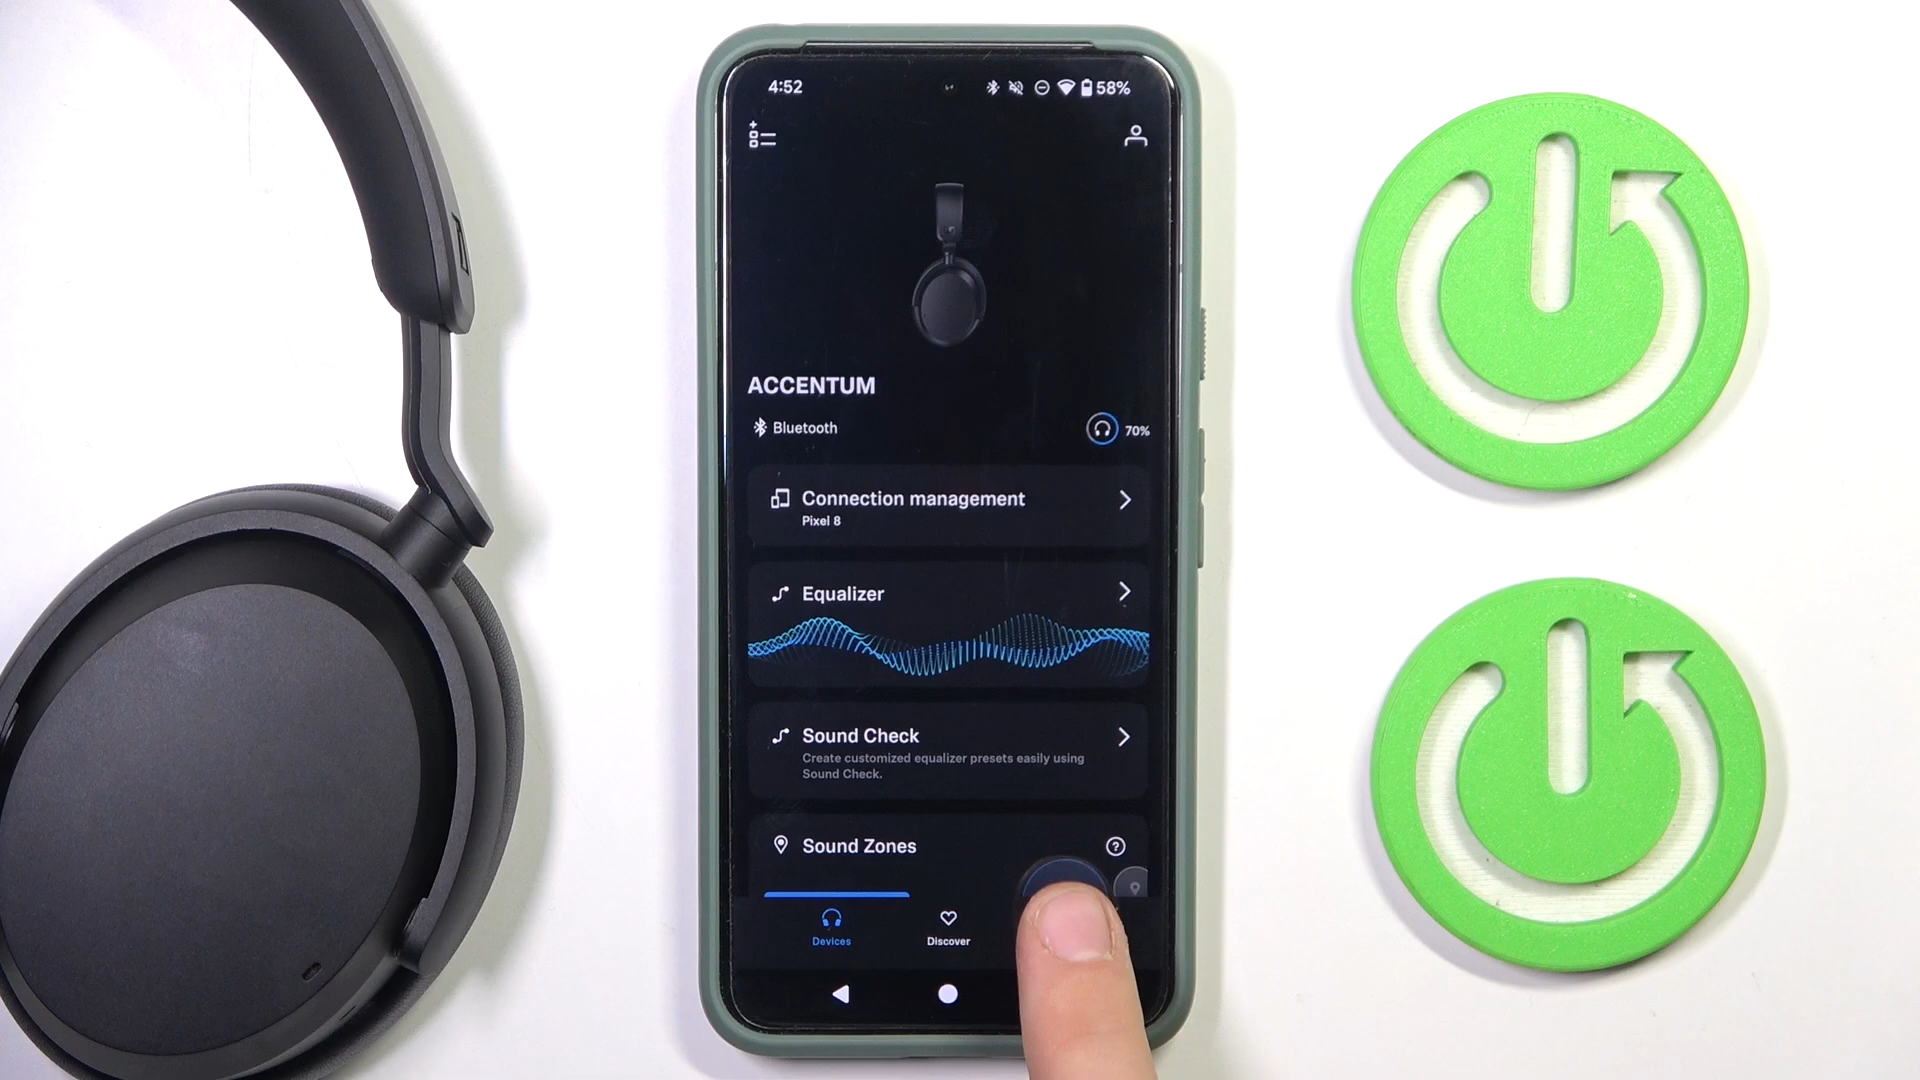 4:52
58%
ACCENTUM
Bluetooth
70%
Connection management
Pixel 8
Equalizer
Sound Check
Create customized equalizer presets easily using
Sound Check.
Sound Zones
Devices
Discover